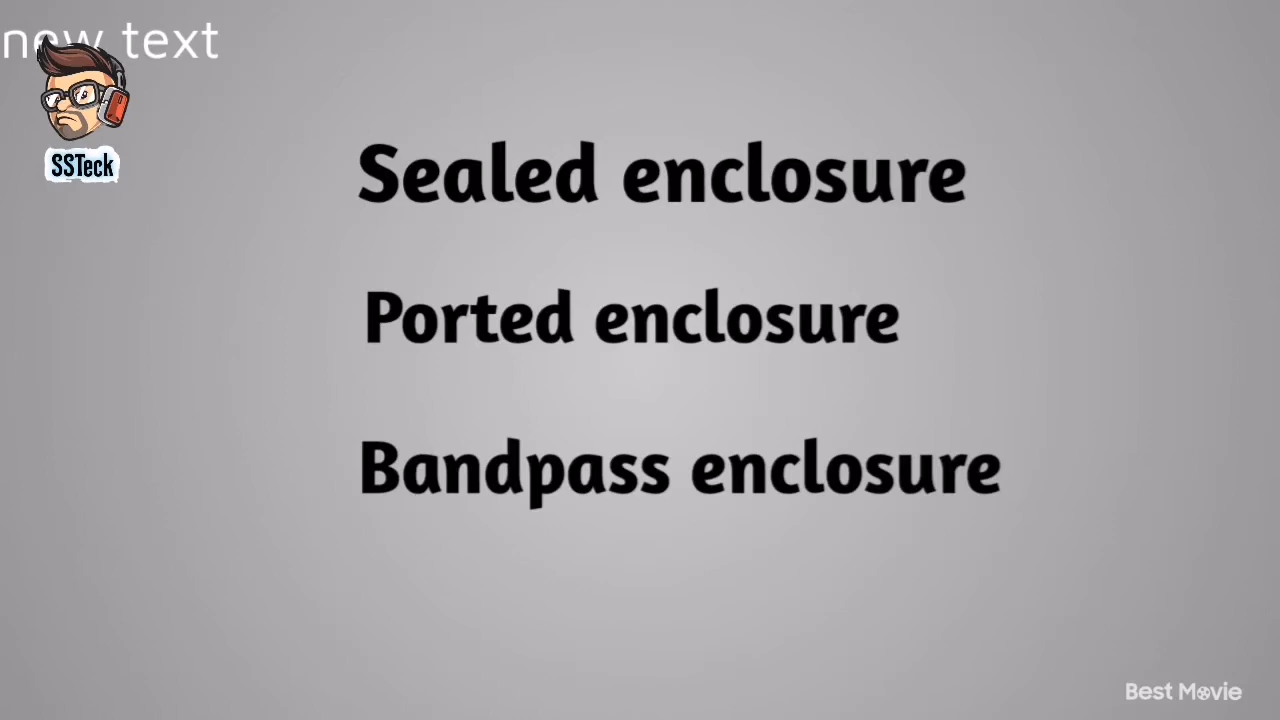 new text
SSTeck
Sealed enclosure
Ported enclosure
Bandpass enclosure
Best Movie